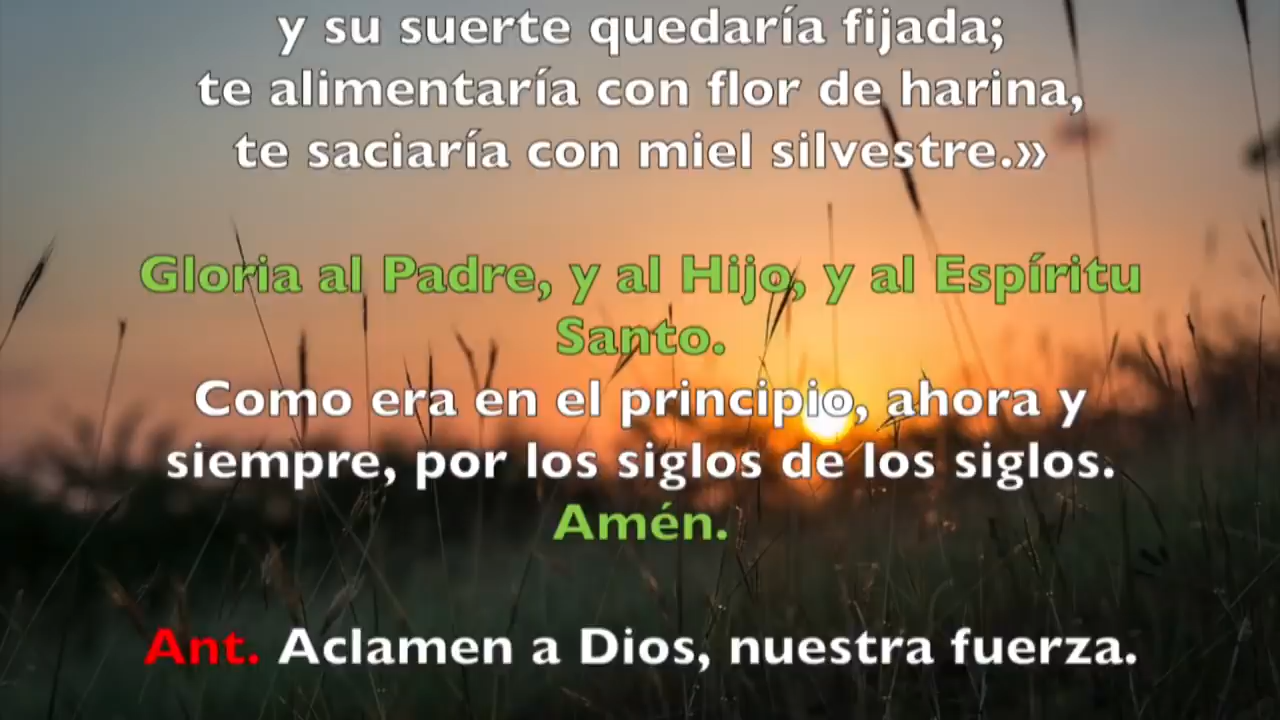 y su suerte quedaría fijada;
te alimentaría con flor de harina,
te saciaría con miel silvestre.»
Gloria al Padre, y al Hijo, y al Espíritu
Santo.
Como era en el principio, ahora y
siempre, por los siglos de los siglos.
Amén.
Ant. Aclamen a Dios, nuestra fuerza.